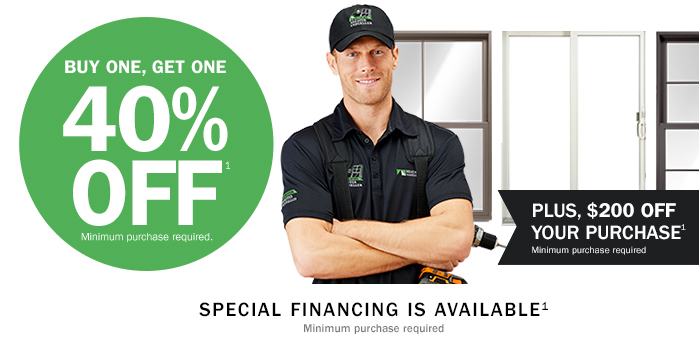 BUY ONE, GET ONE
40%
OFF¹
Minimum purchase required.
PLUS, $200 OFF
YOUR PURCHASE¹
Minimum purchase required
SPECIAL FINANCING IS AVAILABLE¹
Minimum purchase required